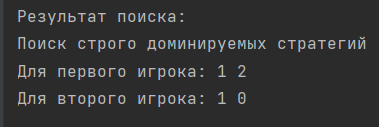 Результат поиска:
Поиск строго доминируемых стратегий
Для первого игрока: 1 2
Для второго игрока: 1 0